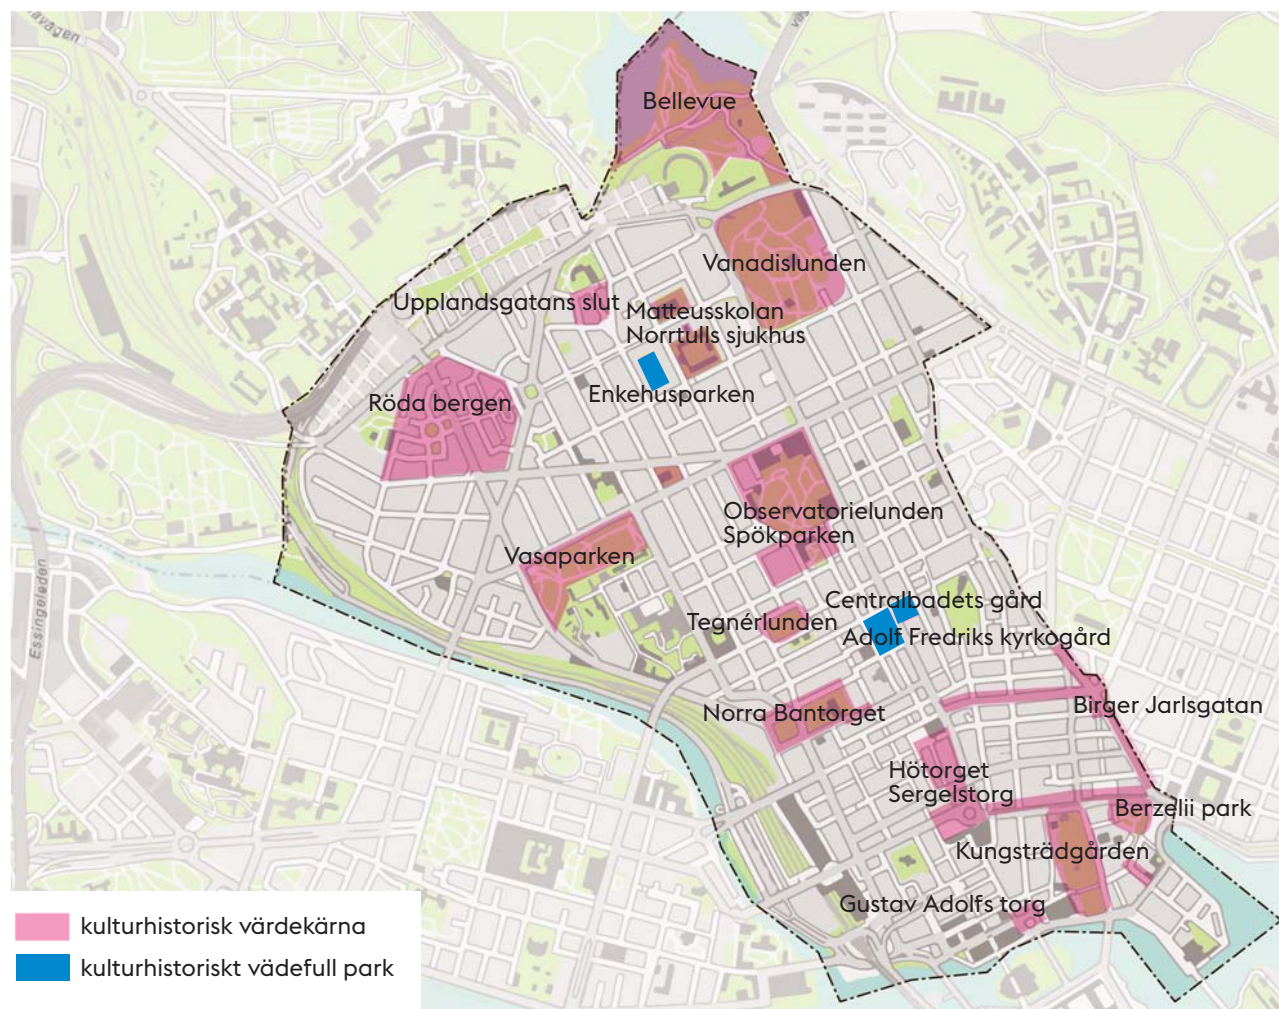 Bellevue
Vanadislunden
Upplandsgatans slut
Matteusskolan
Norrtulls sjukhus
Enkehusparken
Röda bergen
Observatorielunden
Spökparken
Vasaparken
Centralbadets gård
Tegnérlunden
Adolf Fredriks kyrkogård
Essingeleden
Norra Bantorget
Birger Jarlsgatan
Hötorget
Sergelstorg
Berzelii park
Kungsträdgården
Gustav Adolfs torg
kulturhistorisk värdekärna
kulturhistoriskt vädefull park